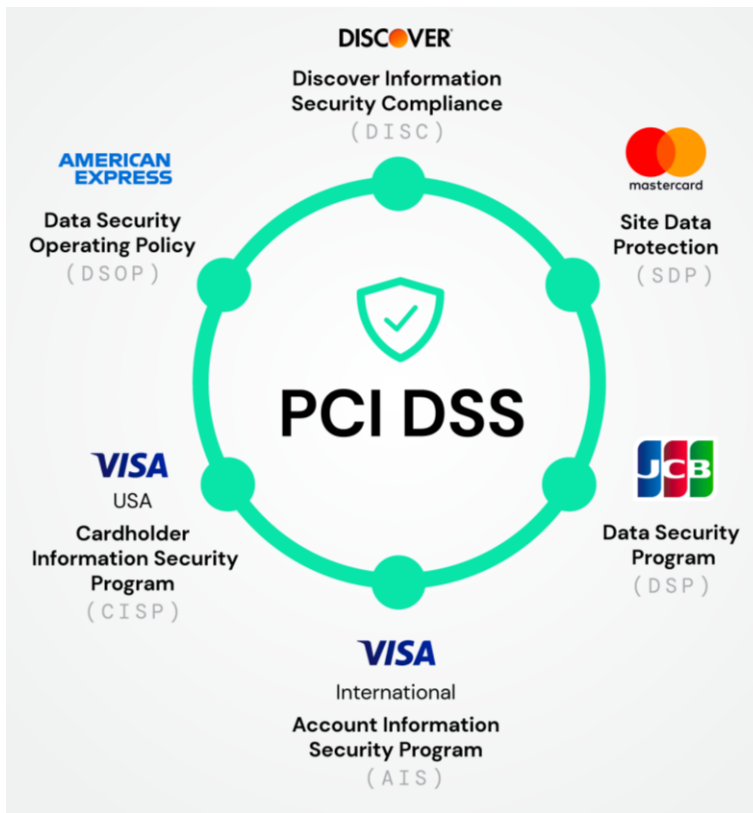 DISCOVER
Discover Information
Security Compliance
(DISC)
AMERICAN
EXPRESS
Data Security
Operating Policy
(DSOP)
mastercard
Site Data
Protection
(SDP)
PCI DSS
VISA
USA
Cardholder
Information Security
Program
(CISP)
JCB
Data Security
Program
(DSP)
VISA
International
Account Information
Security Program
(AIS)